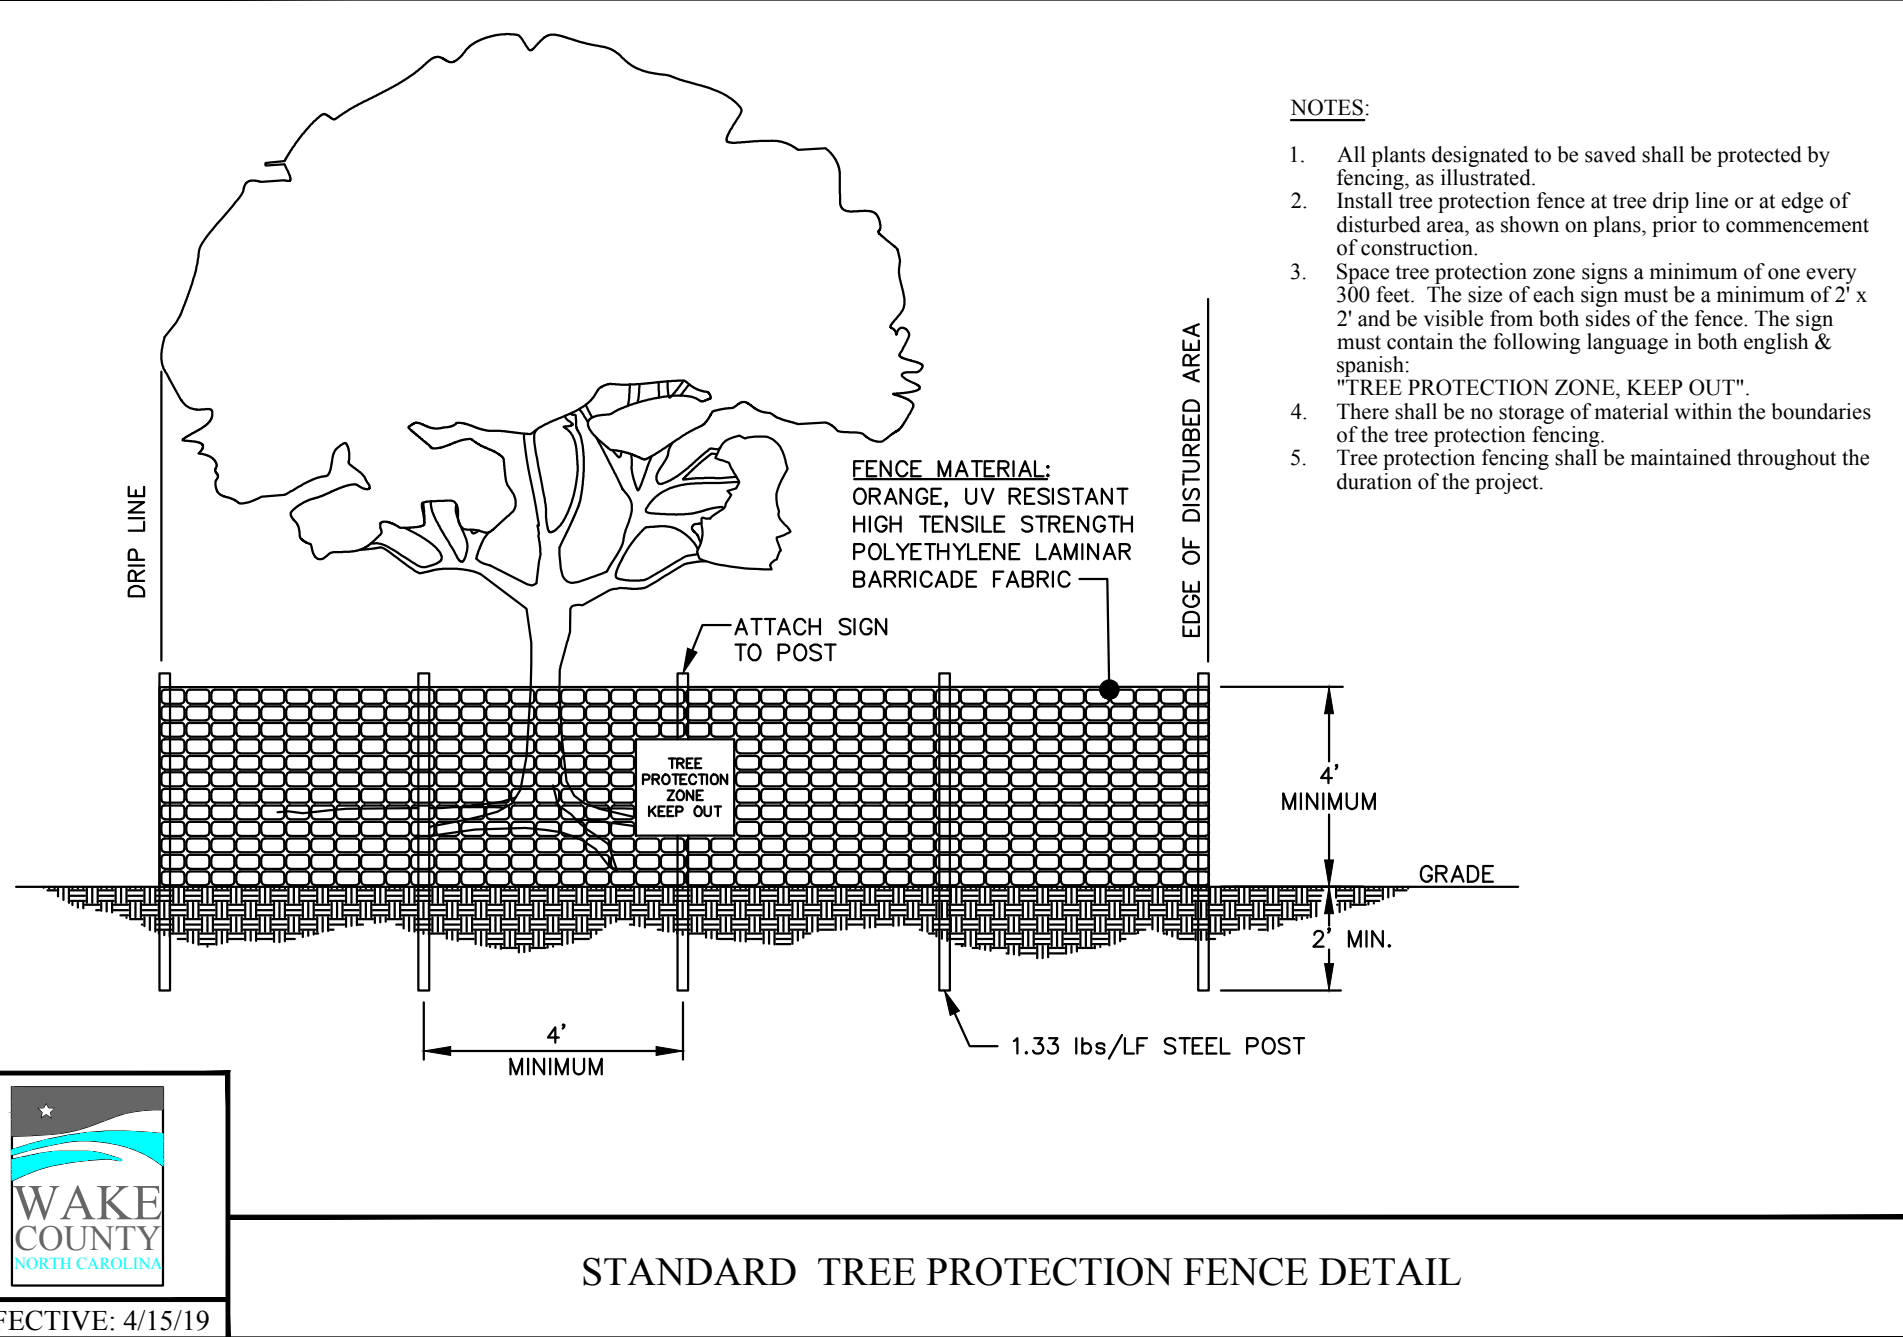 NOTES:
1. All plants designated to be saved shall be protected by
fencing, as illustrated.
2. Install tree protection fence at tree drip line or at edge of
disturbed area, as shown on plans, prior to commencement
of construction.
3. Space tree protection zone signs a minimum of one every
300 feet. The size of each sign must be a minimum of 2' x
2' and be visible from both sides of the fence. The sign
must contain the following language in both english &
spanish:
"TREE PROTECTION ZONE, KEEP OUT".
4. There shall be no storage of material within the boundaries
of the tree protection fencing.
5. Tree protection fencing shall be maintained throughout the
duration of the project.
DRIP LINE
EDGE OF DISTURBED AREA
FENCE MATERIAL:
ORANGE, UV RESISTANT
HIGH TENSILE STRENGTH
POLYETHYLENE LAMINAR
BARRICADE FABRIC
ATTACH SIGN
TO POST
TREE
PROTECTION
ZONE
KEEP OUT
4'
MINIMUM
GRADE
2' MIN.
4'
MINIMUM
1.33 lbs/LF STEEL POST
WAKE
COUNTY
NORTH CAROLINA
FECTIVE: 4/15/19
STANDARD TREE PROTECTION FENCE DETAIL